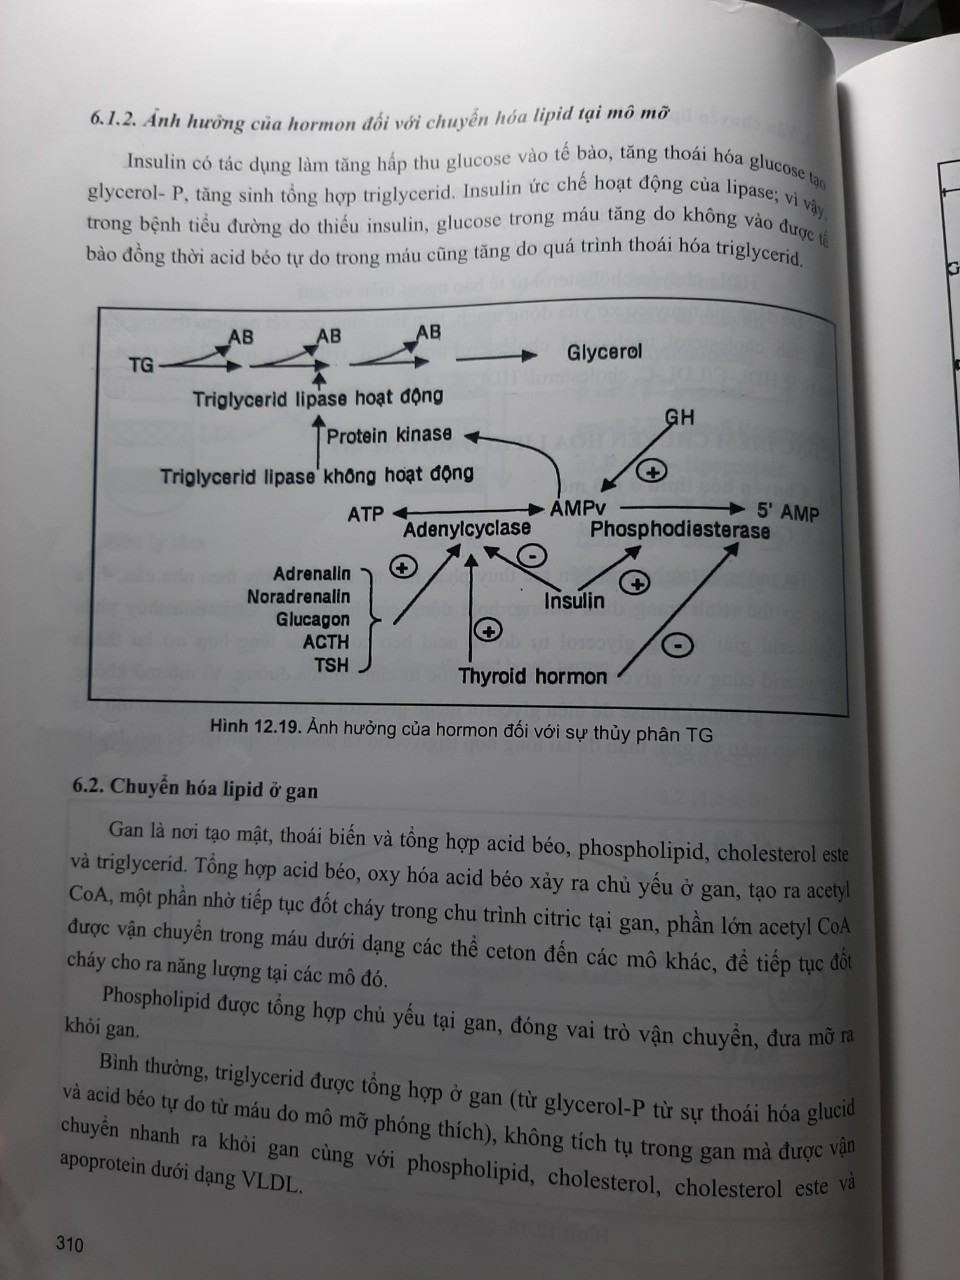 6.1.2. Ảnh hưởng của hormon đối với chuyển hóa lipid tại mô mỡ
Insulin có tác dụng làm tăng hấp thu glucose vào tế bào, tăng thoái hóa glucose tạo
glycerol- P, tăng sinh tổng hợp triglycerid. Insulin ức chế hoạt động của lipase; vì vậy,
trong bệnh tiểu đường do thiếu insulin, glucose trong máu tăng do không vào được tế
bào đồng thời acid béo tự do trong máu cũng tăng do quá trình thoái hóa triglycerid.
AB AB AB
TG Glycerol
Triglycerid lipase hoạt động
GH
Protein kinase
+
Triglycerid lipase không hoạt động
ATP AMPv 5' AMP
Adenylcyclase Phosphodiesterase
+ - +
Adrenalin
Noradrenalin Insulin
Glucagon
+
ACTH -
TSH
Thyroid hormon
Hình 12.19. Ảnh hưởng của hormon đối với sự thủy phân TG
6.2. Chuyển hóa lipid ở gan
Gan là nơi tạo mật, thoái biến và tổng hợp acid béo, phospholipid, cholesterol este
và triglycerid. Tổng hợp acid béo, oxy hóa acid béo xảy ra chủ yếu ở gan, tạo ra acetyl
CoA, một phần nhờ tiếp tục đốt cháy trong chu trình citric tại gan, phần lớn acetyl CoA
được vận chuyển trong máu dưới dạng các thể ceton đến các mô khác, để tiếp tục đốt
cháy cho ra năng lượng tại các mô đó.
Phospholipid được tổng hợp chủ yếu tại gan, đóng vai trò vận chuyển, đưa mỡ ra
khỏi gan.
Bình thường, triglycerid được tổng hợp ở gan (từ glycerol-P từ sự thoái hóa glucid
và acid béo tự do từ máu do mô mỡ phóng thích), không tích tụ trong gan mà được vận
chuyển nhanh ra khỏi gan cùng với phospholipid, cholesterol, cholesterol este và
apoprotein dưới dạng VLDL.
310